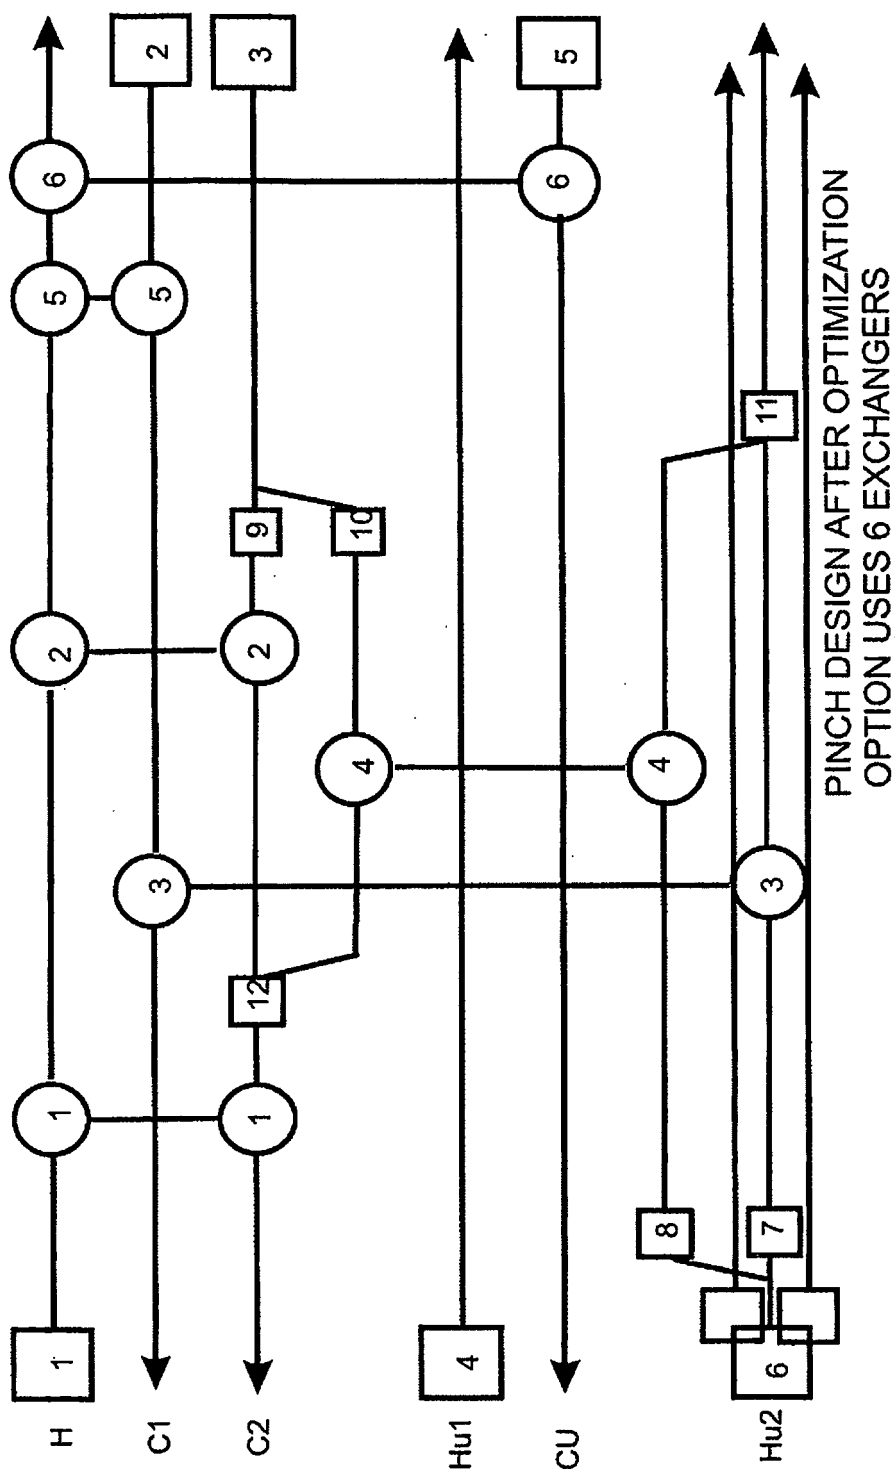 H 1 1 2 5 6
C1 3 5 2
C2 1 12 2 9 3
4 10
Hu1 4
CU 6 5
8 4
Hu2 6 7 3 11
PINCH DESIGN AFTER OPTIMIZATION
OPTION USES 6 EXCHANGERS